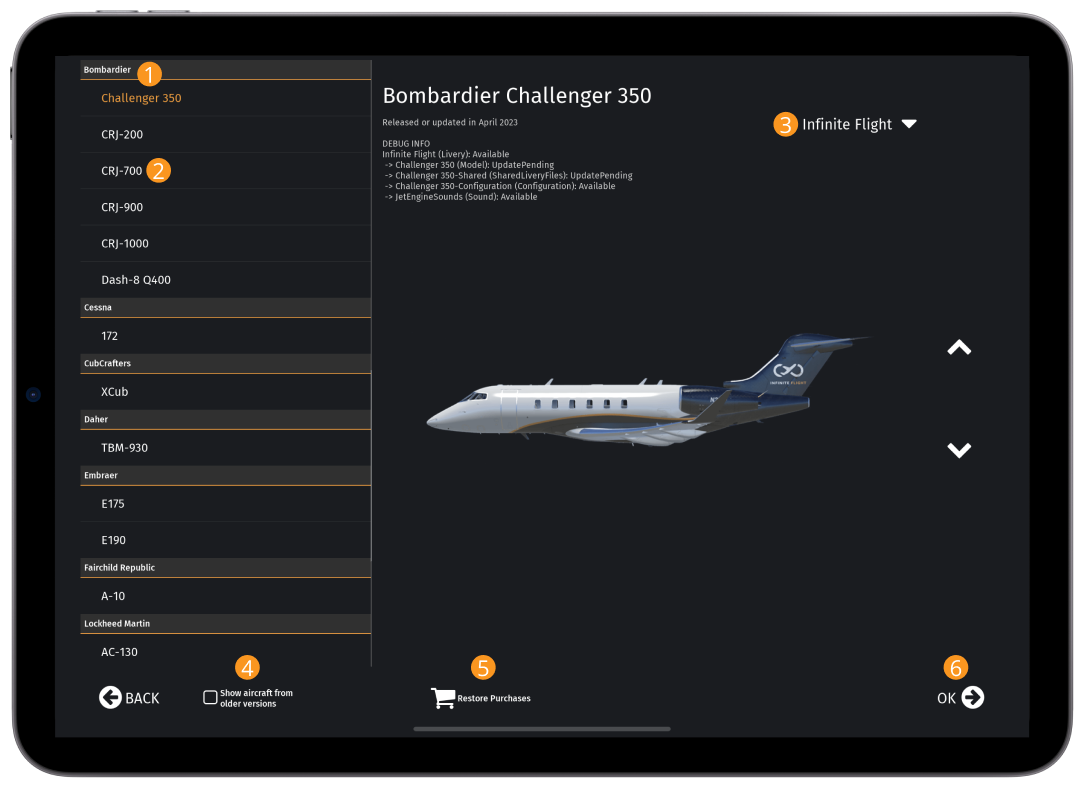 Bombardier
1
Challenger 350
CRJ-200
CRJ-700
2
CRJ-900
CRJ-1000
Dash-8 Q400
Cessna
172
CubCrafters
XCub
Daher
TBM-930
Embraer
E175
E190
Fairchild Republic
A-10
Lockheed Martin
AC-130
Bombardier Challenger 350
Released or updated in April 2023
3
Infinite Flight
DEBUG INFO
Infinite Flight (Livery): Available
-> Challenger 350 (Model): UpdatePending
-> Challenger 350-Shared (SharedLiveryFiles): UpdatePending
-> Challenger 350-Configuration (Configuration): Available
-> JetEngineSounds (Sound): Available
INFINITE FLIGHT
4
5
6
BACK
Show aircraft from
older versions
Restore Purchases
OK